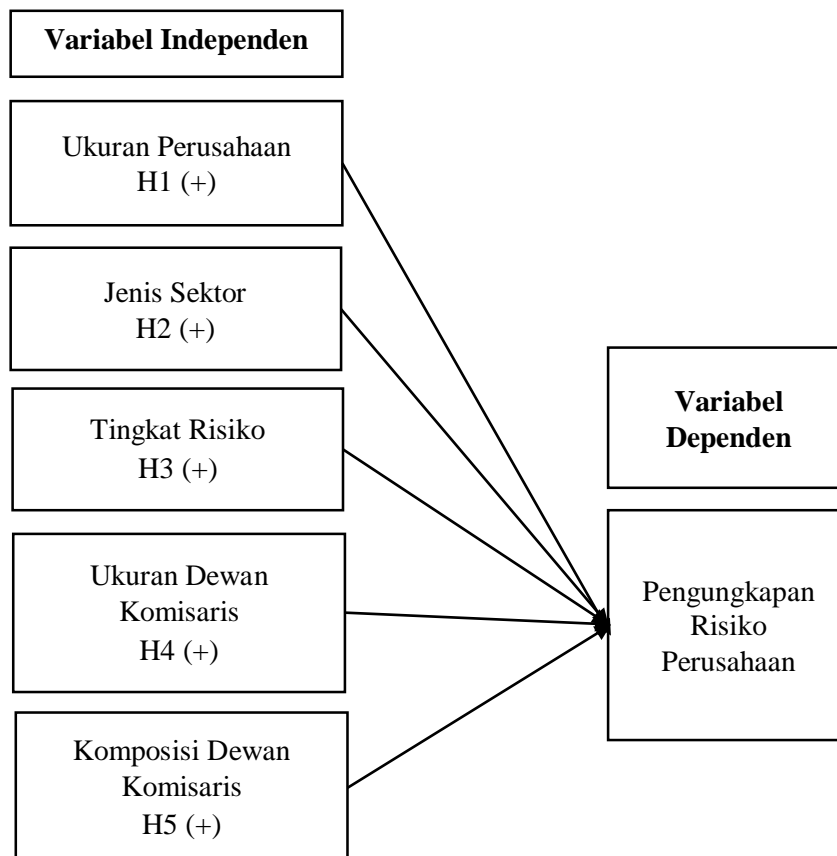 Variabel Independen
Ukuran Perusahaan
H1 (+)
Jenis Sektor
H2 (+)
Tingkat Risiko
H3 (+)
Ukuran Dewan
Komisaris
H4 (+)
Komposisi Dewan
Komisaris
H5 (+)
Variabel
Dependen
Pengungkapan
Risiko
Perusahaan